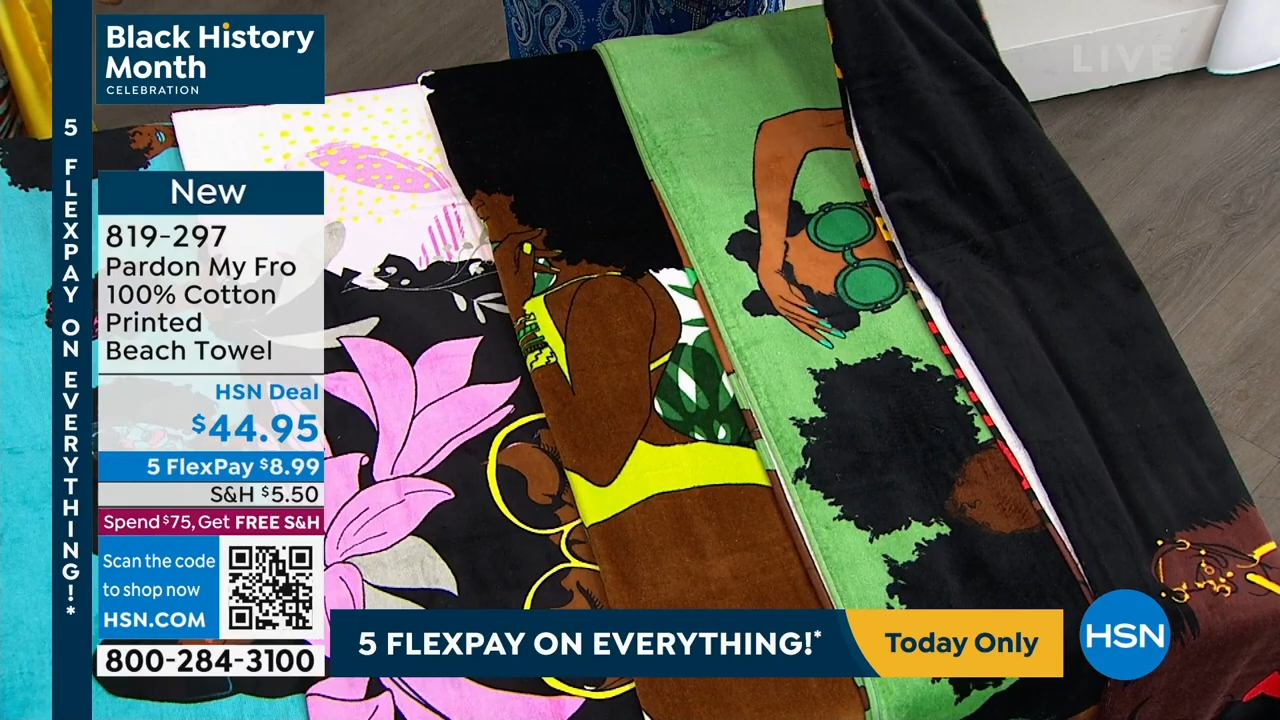 Black History
Month
CELEBRATION
LIVE
5 FLEXPAY ON EVERYTHING!*
New
819-297
Pardon My Fro
100% Cotton
Printed
Beach Towel
HSN Deal
$44.95
5 FlexPay $8.99
S&H $5.50
Spend $75, Get FREE S&H
Scan the code
to shop now
HSN.COM
800-284-3100
5 FLEXPAY ON EVERYTHING!*
Today Only
HSN